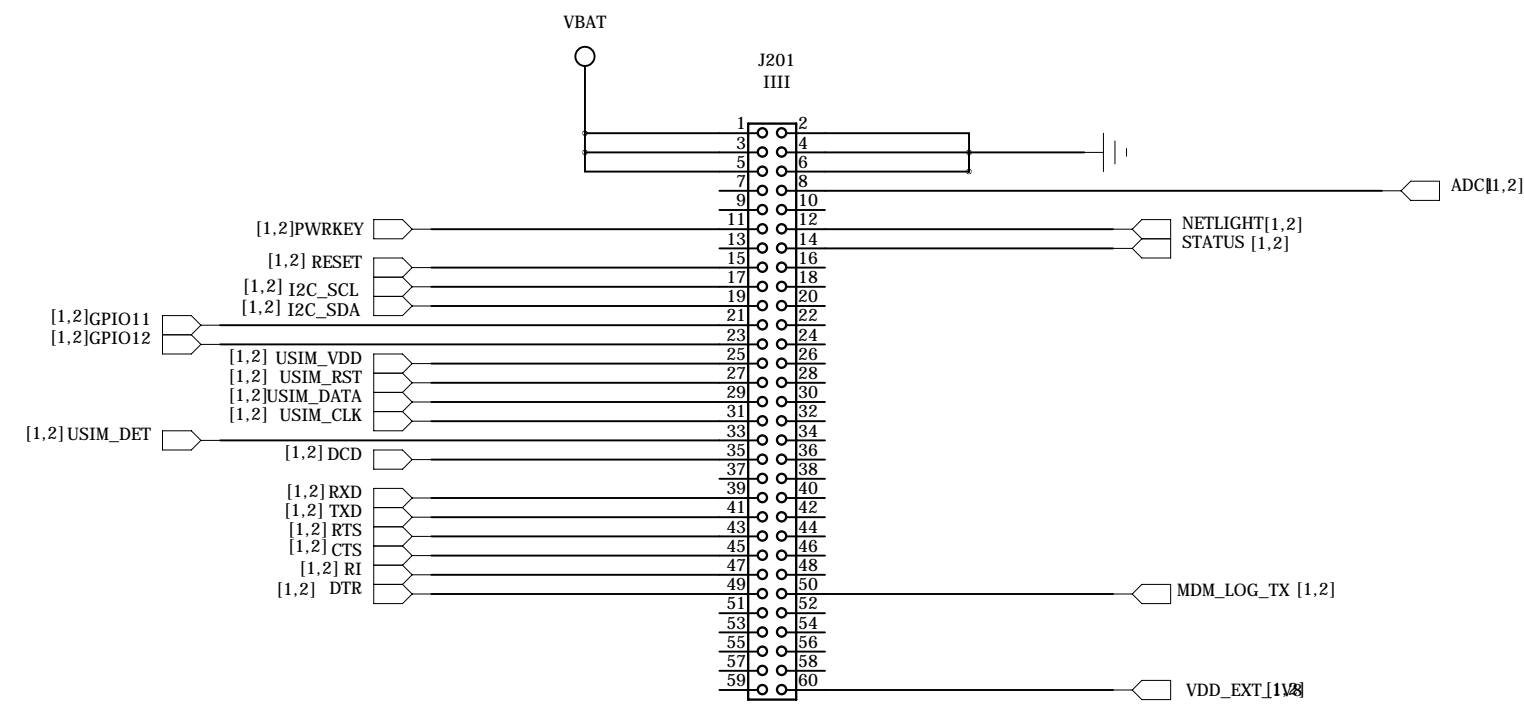 VBAT
J201
IIII
1 2
3 4
5 6
7 8 ADC[1,2]
9 10
[1,2]PWRKEY 11 12 NETLIGHT[1,2]
13 14 STATUS [1,2]
[1,2] RESET 15 16
[1,2] I2C_SCL 17 18
[1,2] I2C_SDA 19 20
[1,2]GPIO11 21 22
[1,2]GPIO12 23 24
[1,2] USIM_VDD 25 26
[1,2] USIM_RST 27 28
[1,2]USIM_DATA 29 30
[1,2] USIM_CLK 31 32
[1,2] USIM_DET 33 34
[1,2] DCD 35 36
37 38
[1,2] RXD 39 40
[1,2] TXD 41 42
[1,2] RTS 43 44
[1,2] CTS 45 46
[1,2] RI 47 48
[1,2] DTR 49 50 MDM_LOG_TX [1,2]
51 52
53 54
55 56
57 58
59 60 VDD_EXT_1V8[1,2]